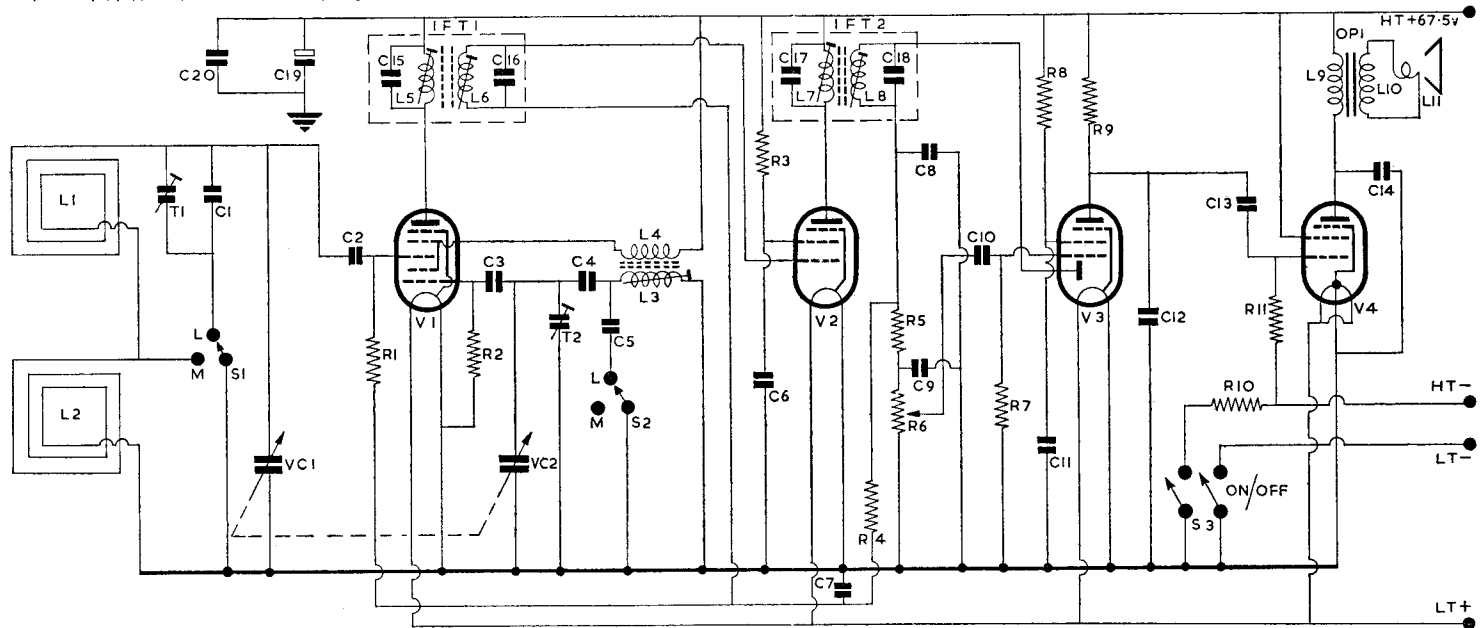 IFT1
IFT2
HT+67·5V
OP1
C20
C19
C15
C16
L5
L6
C17
C18
L7
L8
R8
R9
L9
L10
L11
R3
C8
C14
L1
T1
C1
C2
L4
C10
C13
C3
C4
L3
V1
T2
C5
V2
R5
V3
C12
R11
V4
L
M
S1
R1
R2
L
M
S2
C6
C9
R6
R7
R10
HT-
L2
VC1
VC2
C11
LT-
ON/OFF
S3
R4
C7
LT+